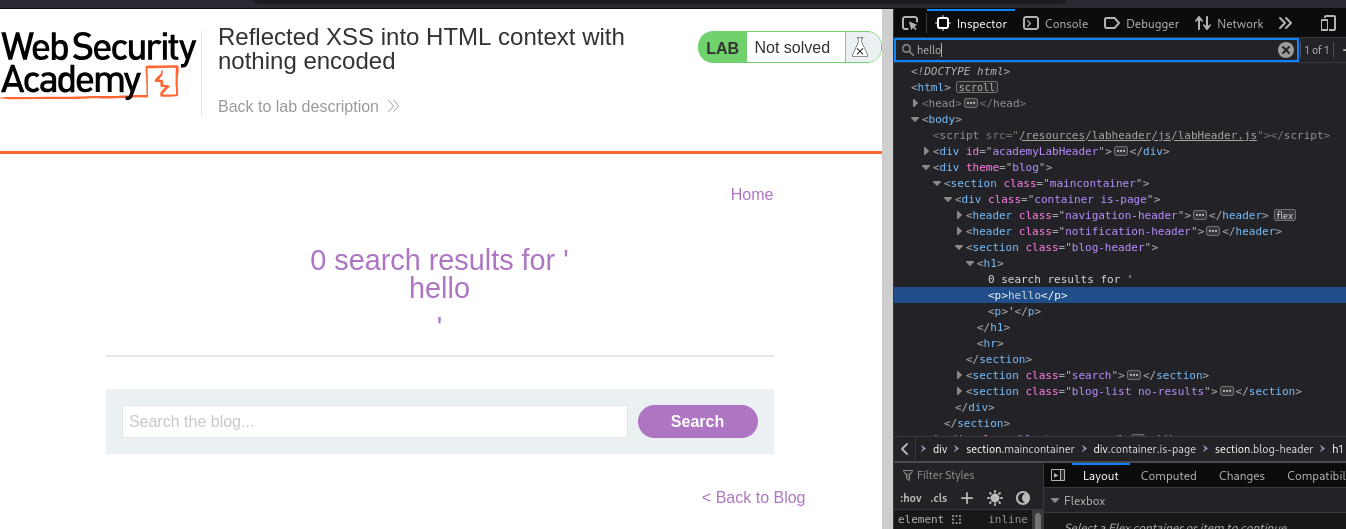 Web Security
Academy
Reflected XSS into HTML context with
nothing encoded
Back to lab description
LAB Not solved
Home
0 search results for '
hello
'
Search the blog...
Search
< Back to Blog
Inspector Console Debugger Network
hello
1 of 1
<!DOCTYPE html>
<html> scroll
<head>•••</head>
<body>
<script src="/resources/labheader/js/labHeader.js"></script>
<div id="academyLabHeader">•••</div>
<div theme="blog">
<section class="maincontainer">
<div class="container is-page">
<header class="navigation-header">•••</header> flex
<header class="notification-header">•••</header>
<section class="blog-header">
<h1>
0 search results for '
<p>hello</p>
<p>'</p>
</h1>
<hr>
</section>
<section class="search">•••</section>
<section class="blog-list no-results">•••</section>
</div>
</section>
div section.maincontainer div.container.is-page section.blog-header h1
Filter Styles
:hov .cls
element inline
Layout Computed Changes Compatibil
Flexbox
Select a Flex container or item to continue